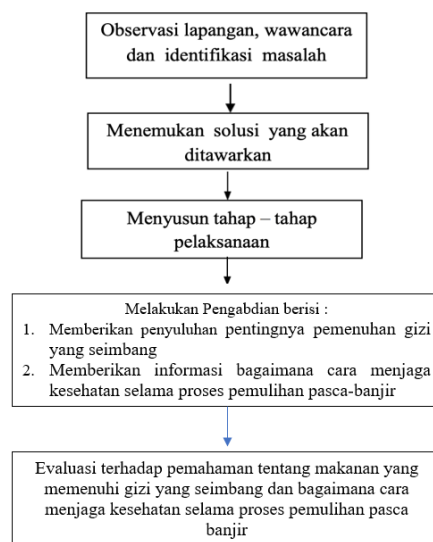 Observasi lapangan, wawancara
dan identifikasi masalah
Menemukan solusi yang akan
ditawarkan
Menyusun tahap – tahap
pelaksanaan
Melakukan Pengabdian berisi :
1. Memberikan penyuluhan pentingnya pemenuhan gizi
yang seimbang
2. Memberikan informasi bagaimana cara menjaga
kesehatan selama proses pemulihan pasca-banjir
Evaluasi terhadap pemahaman tentang makanan yang
memenuhi gizi yang seimbang dan bagaimana cara
menjaga kesehatan selama proses pemulihan pasca
banjir